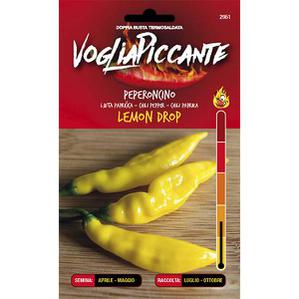 DOPPIA BUSTA TERMOSALDATA
2961
VOGLIAPICCANTE
PEPERONCINO
LJUTA PAPRIKA - CHILI PEPPER - CHILI PAPRIKA
LEMON DROP
SEMINA: APRILE - MAGGIO
RACCOLTA: LUGLIO - OTTOBRE